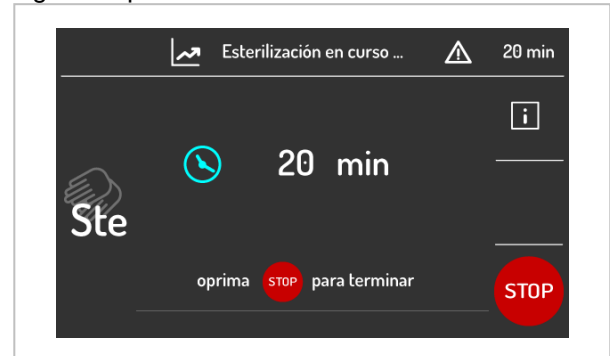 Esterilización en curso ... 20 min
i
20 min
Ste
oprima STOP para terminar
STOP